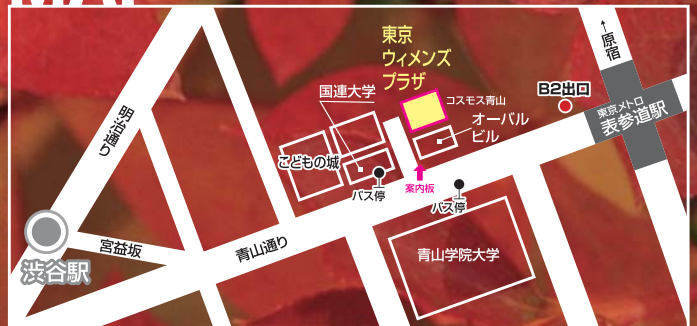 MAP
東京
ウィメンズ
プラザ
↑原宿
B2出口
コスモス青山
国連大学
オーバル
ビル
東京メトロ
表参道駅
明治通り
こどもの城
バス停
案内板
バス停
宮益坂
青山通り
青山学院大学
渋谷駅